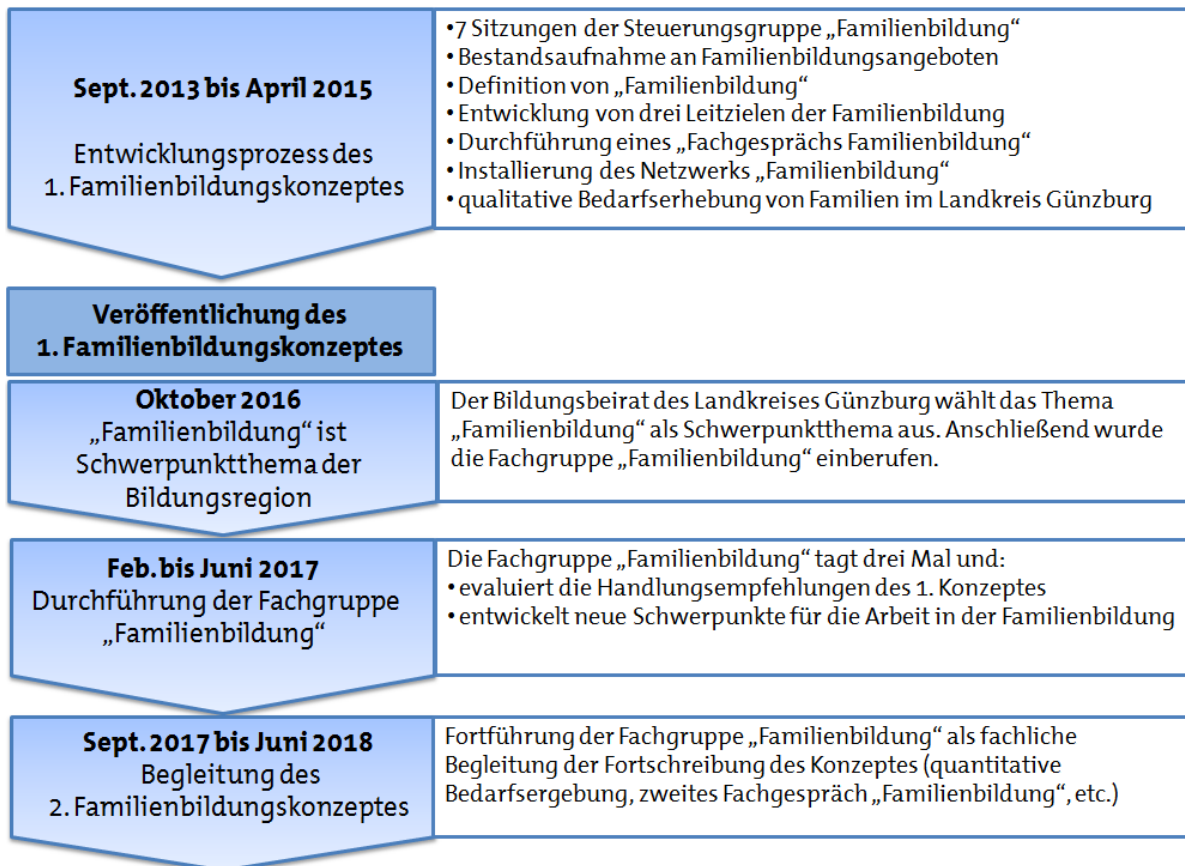 Sept. 2013 bis April 2015
Entwicklungsprozess des
1. Familienbildungskonzeptes
•7 Sitzungen der Steuerungsgruppe „Familienbildung“
• Bestandsaufnahme an Familienbildungsangeboten
• Definition von „Familienbildung“
• Entwicklung von drei Leitzielen der Familienbildung
• Durchführung eines „Fachgesprächs Familienbildung“
• Installierung des Netzwerks „Familienbildung“
• qualitative Bedarfserhebung von Familien im Landkreis Günzburg
Veröffentlichung des
1. Familienbildungskonzeptes
Oktober 2016
„Familienbildung“ ist
Schwerpunktthema der
Bildungsregion
Der Bildungsbeirat des Landkreises Günzburg wählt das Thema
„Familienbildung“ als Schwerpunktthema aus. Anschließend wurde
die Fachgruppe „Familienbildung“ einberufen.
Feb. bis Juni 2017
Durchführung der Fachgruppe
„Familienbildung“
Die Fachgruppe „Familienbildung“ tagt drei Mal und:
• evaluiert die Handlungsempfehlungen des 1. Konzeptes
• entwickelt neue Schwerpunkte für die Arbeit in der Familienbildung
Sept. 2017 bis Juni 2018
Begleitung des
2. Familienbildungskonzeptes
Fortführung der Fachgruppe „Familienbildung“ als fachliche
Begleitung der Fortschreibung des Konzeptes (quantitative
Bedarfsergebung, zweites Fachgespräch „Familienbildung“, etc.)